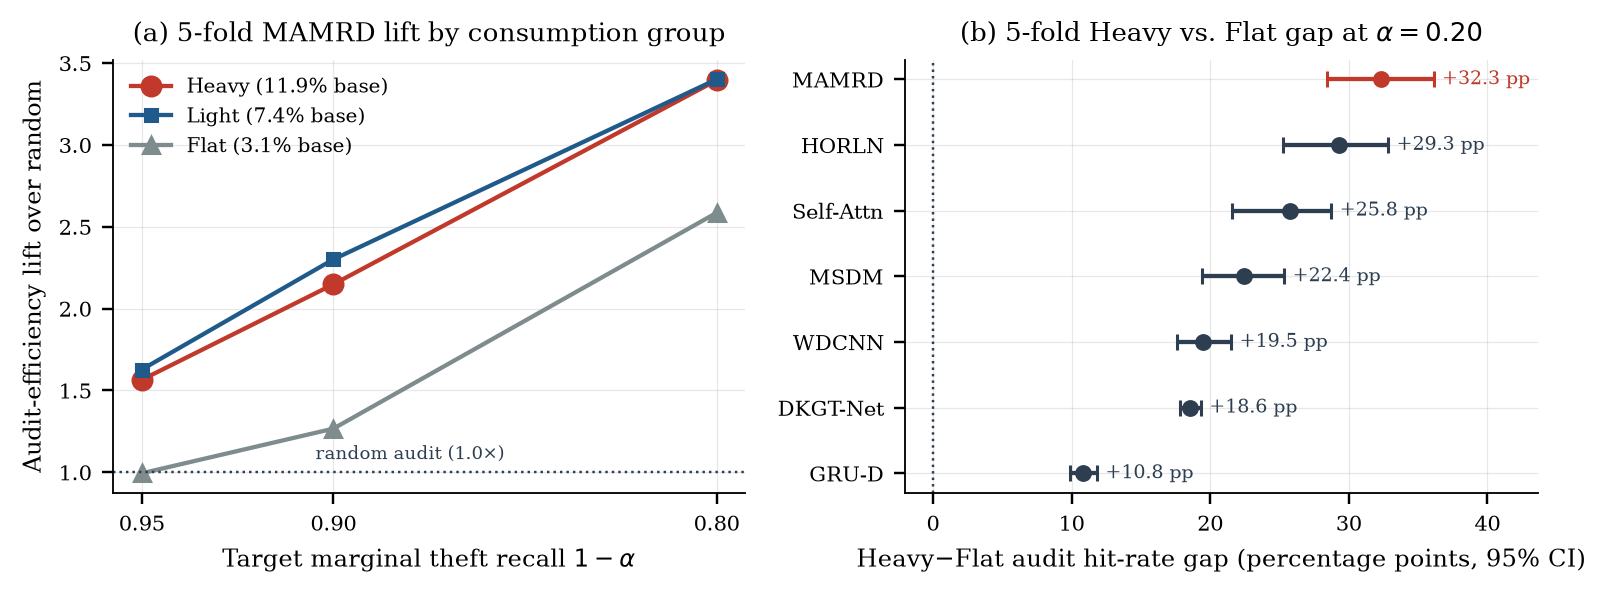 (a) 5-fold MAMRD lift by consumption group
Audit-efficiency lift over random
3.5
3.0
2.5
2.0
1.5
1.0
Heavy (11.9% base)
Light (7.4% base)
Flat (3.1% base)
random audit (1.0×)
0.95
0.90
0.80
Target marginal theft recall 1 − α
(b) 5-fold Heavy vs. Flat gap at α = 0.20
MAMRD
+32.3 pp
HORLN
+29.3 pp
Self-Attn
+25.8 pp
MSDM
+22.4 pp
WDCNN
+19.5 pp
DKGT-Net
+18.6 pp
GRU-D
+10.8 pp
0
10
20
30
40
Heavy−Flat audit hit-rate gap (percentage points, 95% CI)